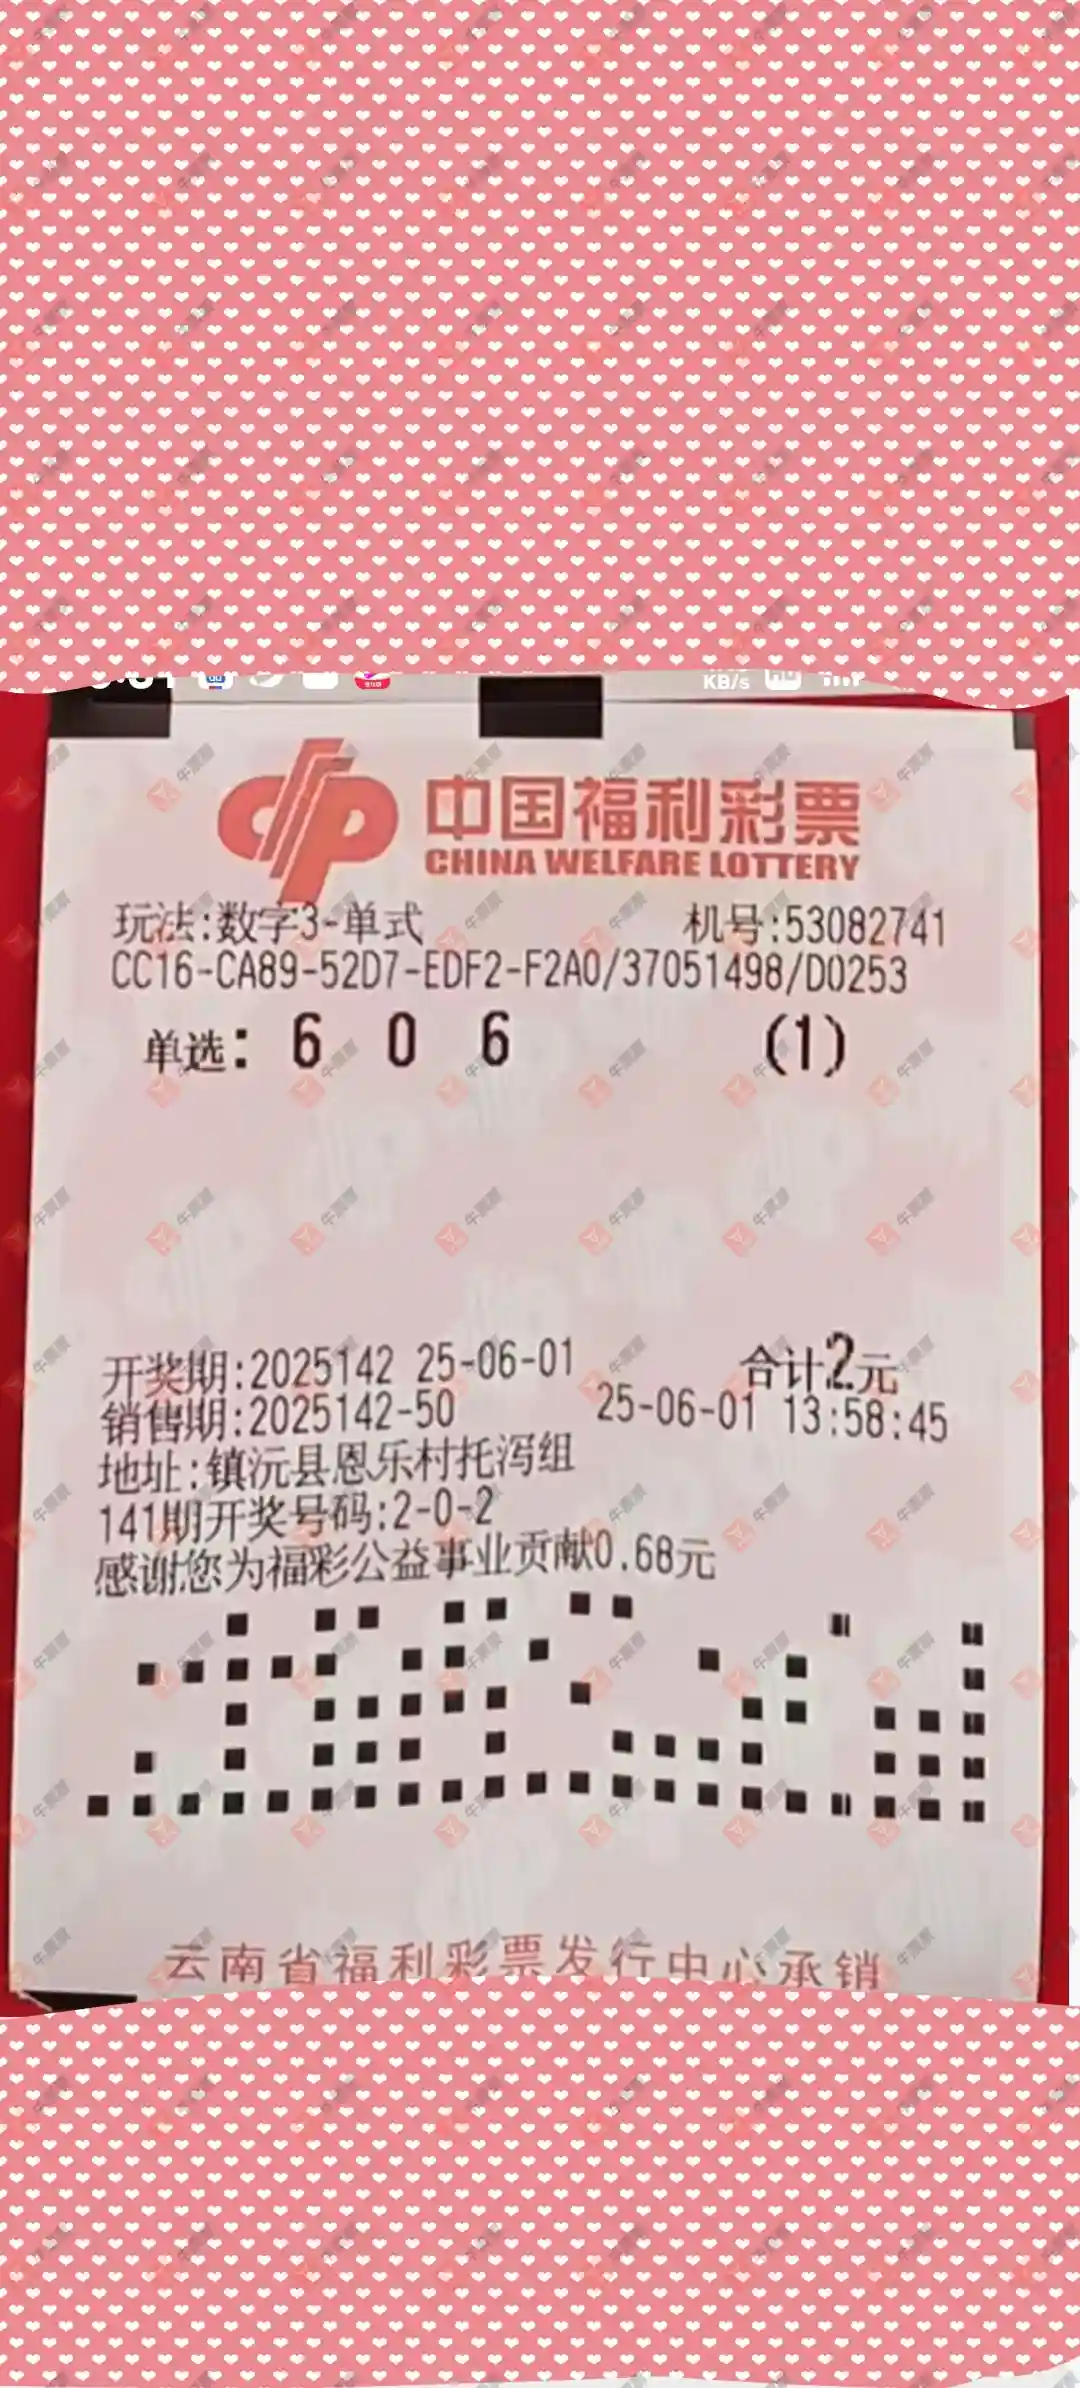 KB/s
中国福利彩票
CHINA WELFARE LOTTERY
玩法:数字3-单式 机号:53082741
CC16-CA89-52D7-EDF2-F2A0/37051498/D0253
单选: 6 0 6 (1)
开奖期:2025142 25-06-01 合计2元
销售期:2025142-50 25-06-01 13:58:45
地址:镇沅县恩乐村托泻组
141期开奖号码:2-0-2
感谢您为福彩公益事业贡献0.68元
云南省福利彩票发行中心承销